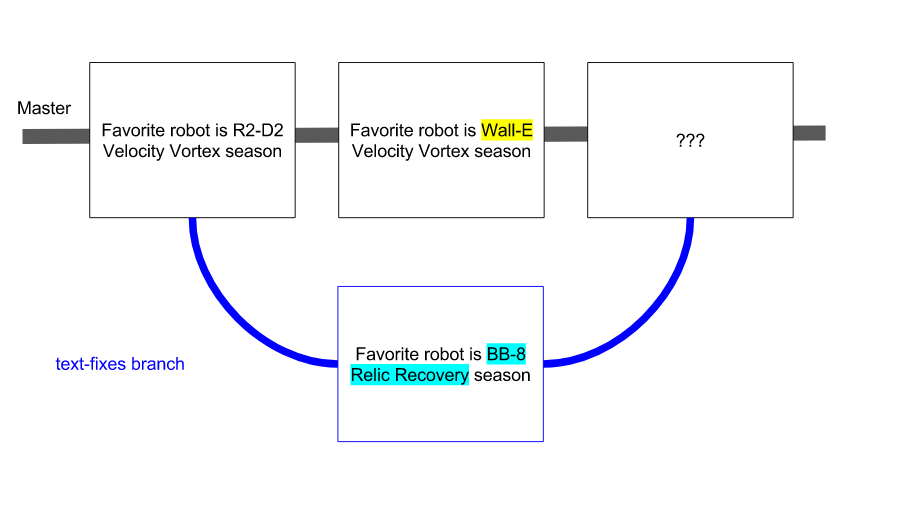 Master
Favorite robot is R2-D2
Velocity Vortex season
Favorite robot is Wall-E
Velocity Vortex season
???
text-fixes branch
Favorite robot is BB-8
Relic Recovery season